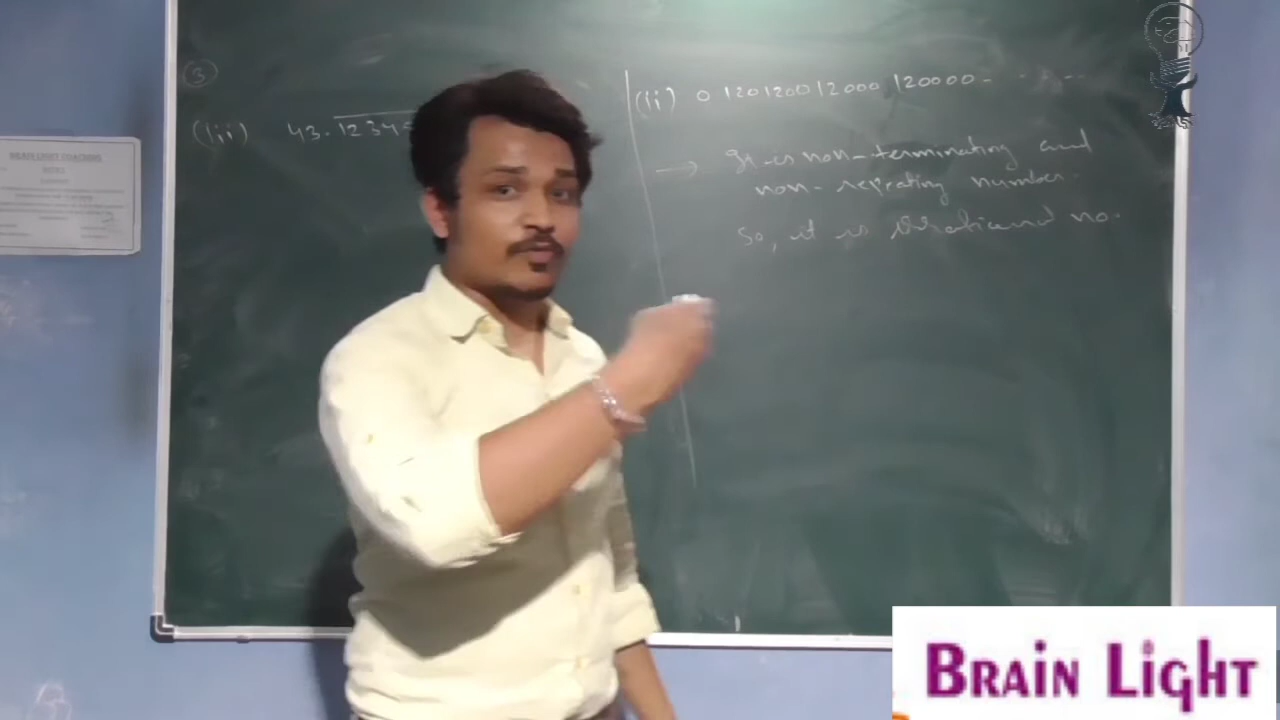 ③
(iii) 43.1234
(ii) 0 120120012000120000- - - -
→ It is non-terminating and
non-repeating number.
So, it is irrational no.
BRAIN LIGHT